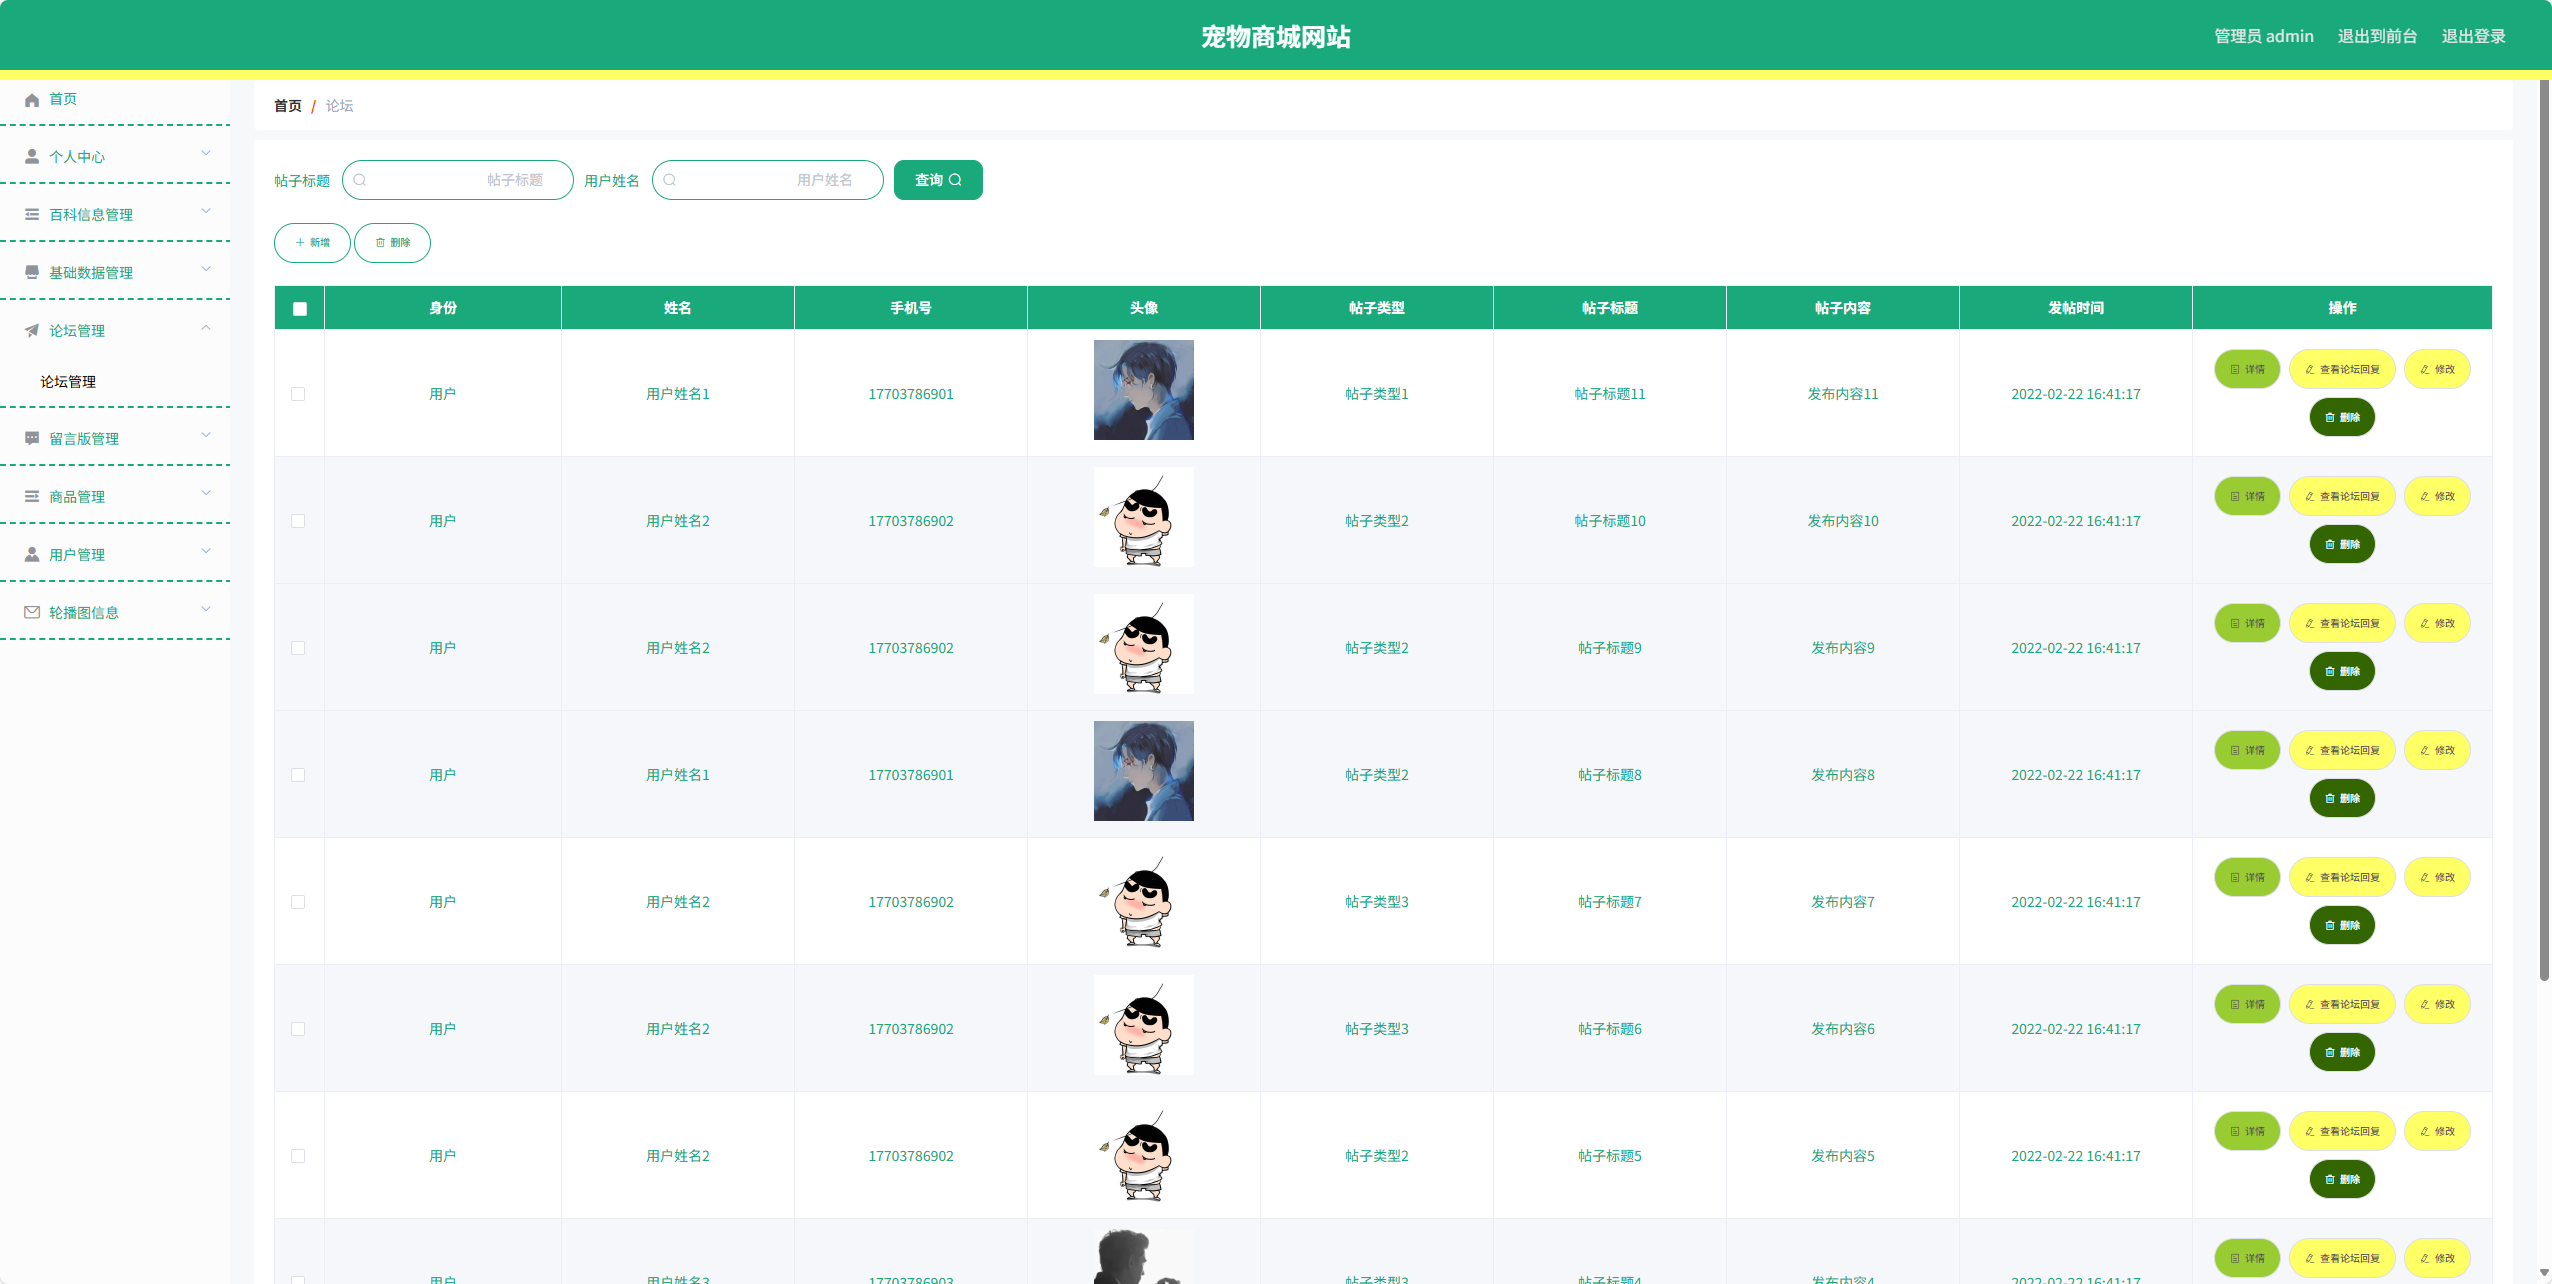 宠物商城网站
管理员 admin 退出到前台 退出登录
首页
个人中心
百科信息管理
基础数据管理
论坛管理
论坛管理
留言版管理
商品管理
用户管理
轮播图信息
首页 / 论坛
帖子标题 帖子标题 用户姓名 用户姓名 查询
新增 删除
身份 姓名 手机号 头像 帖子类型 帖子标题 帖子内容 发帖时间 操作
用户 用户姓名1 17703786901 帖子类型1 帖子标题11 发布内容11 2022-02-22 16:41:17 详情 查看论坛回复 修改
删除
用户 用户姓名2 17703786902 帖子类型2 帖子标题10 发布内容10 2022-02-22 16:41:17 详情 查看论坛回复 修改
删除
用户 用户姓名2 17703786902 帖子类型2 帖子标题9 发布内容9 2022-02-22 16:41:17 详情 查看论坛回复 修改
删除
用户 用户姓名1 17703786901 帖子类型2 帖子标题8 发布内容8 2022-02-22 16:41:17 详情 查看论坛回复 修改
删除
用户 用户姓名2 17703786902 帖子类型3 帖子标题7 发布内容7 2022-02-22 16:41:17 详情 查看论坛回复 修改
删除
用户 用户姓名2 17703786902 帖子类型3 帖子标题6 发布内容6 2022-02-22 16:41:17 详情 查看论坛回复 修改
删除
用户 用户姓名2 17703786902 帖子类型2 帖子标题5 发布内容5 2022-02-22 16:41:17 详情 查看论坛回复 修改
删除
用户 用户姓名3 17703786903 帖子类型3 帖子标题4 发布内容4 2022-02-22 16:41:17 详情 查看论坛回复 修改